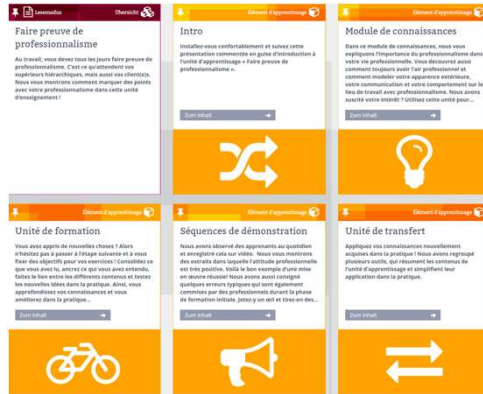 Lesemodus
Übersicht
Faire preuve de
professionnalisme
Au travail, vous devez tous les jours faire preuve de
professionnalisme. C'est ce qu'attendent vos
supérieurs hiérarchiques, mais aussi vos client(e)s.
Nous vous montrerons comment marquer des points
avec votre professionnalisme dans cette unité
d'enseignement !
Élément d'apprentissage
Intro
Installez-vous confortablement et suivez cette
présentation commentée en guise d'introduction à
l'unité d'apprentissage « Faire preuve de
professionnalisme ».
Zum Inhalt
Élément d'apprentissage
Module de connaissances
Dans ce module de connaissances, nous vous
expliquons l'importance du professionnalisme dans
votre vie professionnelle. Vous découvrez aussi
comment toujours avoir l'air professionnel et
comment modeler votre apparence extérieure,
votre communication et votre comportement sur le
lieu de travail avec professionnalisme. Nous avons
suscité votre intérêt ? Utilisez cette unité pour...
Zum Inhalt
Élément d'apprentissage
Unité de formation
Vous avez appris de nouvelles choses ? Alors
n'hésitez pas à passer à l'étape suivante et à vous
fixer des objectifs pour vos exercices ! Consolidez ce
que vous avez lu, ancrez ce qui vous avez entendu,
faites le lien entre les différents contenus et testez
les nouvelles idées dans la pratique. Ainsi, vous
approfondissez vos connaissances et vous
améliorez dans la pratique...
Zum Inhalt
Élément d'apprentissage
Séquences de démonstration
Nous avons observé des apprenants au quotidien
et enregistré cela sur vidéo. Nous vous montrons
des extraits dans laquelle l'attitude professionnelle
est très positive. Voilà le bon exemple d'une mise
en œuvre réussie! Nous avons aussi consigné
quelques erreurs typiques qui sont également
commises par des professionnels durant la phase
de formation initiale. Jetez-y un œil et tirez-en des...
Zum Inhalt
Élément d'apprentissage
Unité de transfert
Appliquez vos connaissances nouvellement
acquises dans la pratique ! Nous avons regroupé
plusieurs outils, qui résument les contenus de
l'unité d'apprentissage et simplifient leur
application dans la pratique.
Zum Inhalt